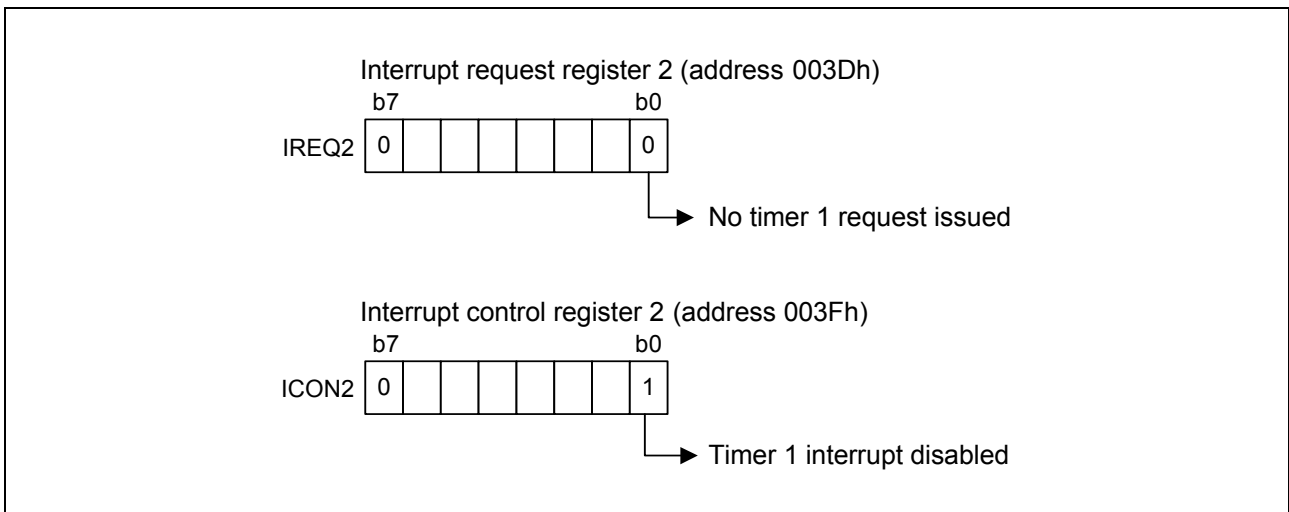 Interrupt request register 2 (address 003Dh)
b7 b0
IREQ2 0 0
No timer 1 request issued
Interrupt control register 2 (address 003Fh)
b7 b0
ICON2 0 1
Timer 1 interrupt disabled